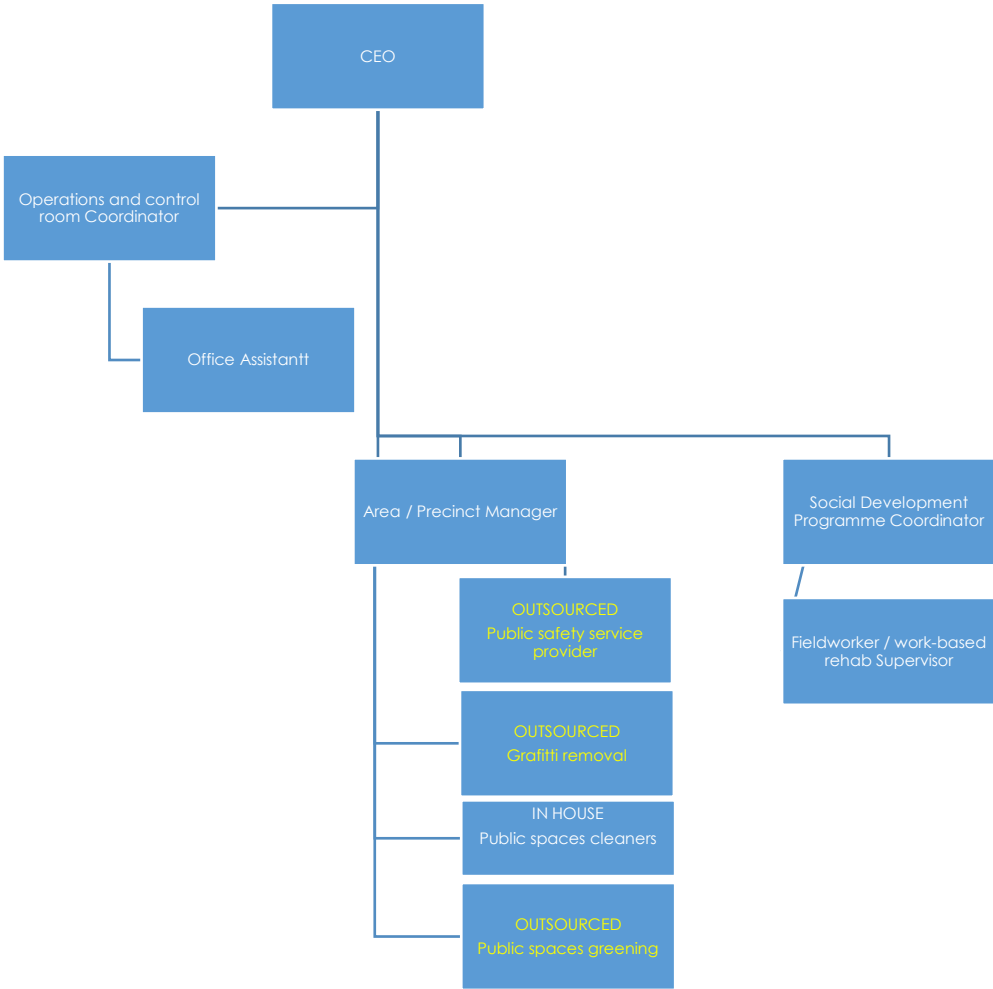 CEO
Operations and control
room Coordinator
Office Assistantt
Area / Precinct Manager
Social Development
Programme Coordinator
OUTSOURCED
Public safety service
provider
Fieldworker / work-based
rehab Supervisor
OUTSOURCED
Grafitti removal
IN HOUSE
Public spaces cleaners
OUTSOURCED
Public spaces greening